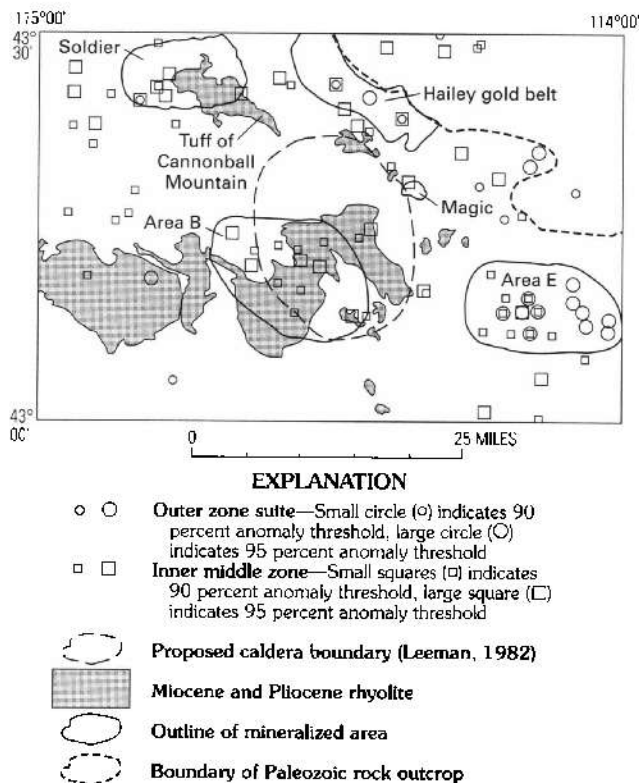 175°00'
114°00'
43°
30'
Soldier
Hailey gold belt
Tuff of
Cannonball
Mountain
Magic
Area B
Area E
43°
00'
0
25 MILES
EXPLANATION
Outer zone suite—Small circle (o) indicates 90
percent anomaly threshold, large circle (◯)
indicates 95 percent anomaly threshold
Inner middle zone—Small squares (□) indicates
90 percent anomaly threshold, large square (□)
indicates 95 percent anomaly threshold
Proposed caldera boundary (Leeman, 1982)
Miocene and Pliocene rhyolite
Outline of mineralized area
Boundary of Paleozoic rock outcrop